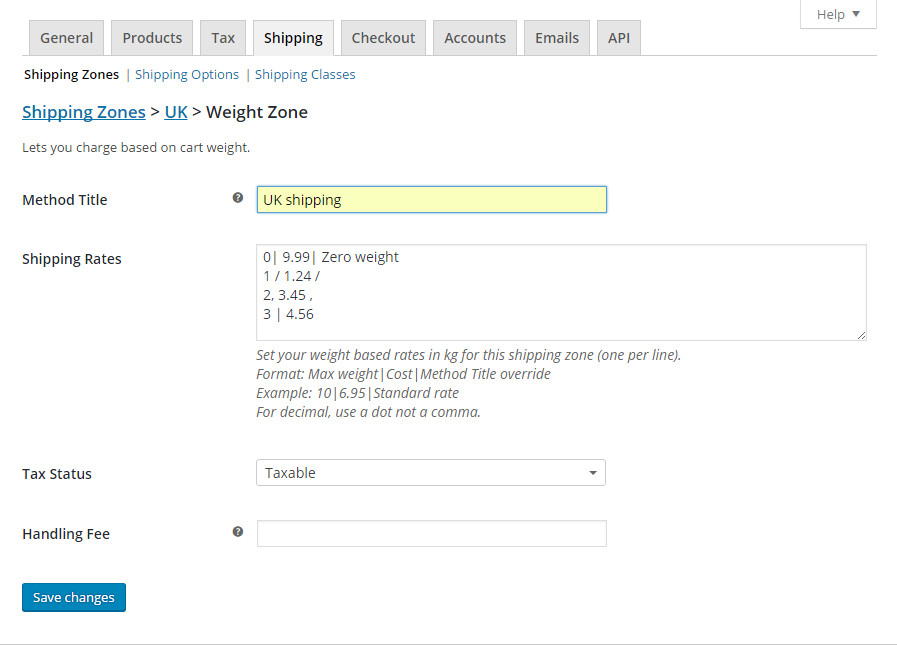 Help ▼
General Products Tax Shipping Checkout Accounts Emails API
Shipping Zones | Shipping Options | Shipping Classes
Shipping Zones > UK > Weight Zone
Lets you charge based on cart weight.
Method Title ? UK shipping
Shipping Rates
0| 9.99| Zero weight
1 / 1.24 /
2, 3.45 ,
3 | 4.56
Set your weight based rates in kg for this shipping zone (one per line).
Format: Max weight|Cost|Method Title override
Example: 10|6.95|Standard rate
For decimal, use a dot not a comma.
Tax Status Taxable
Handling Fee ?
Save changes